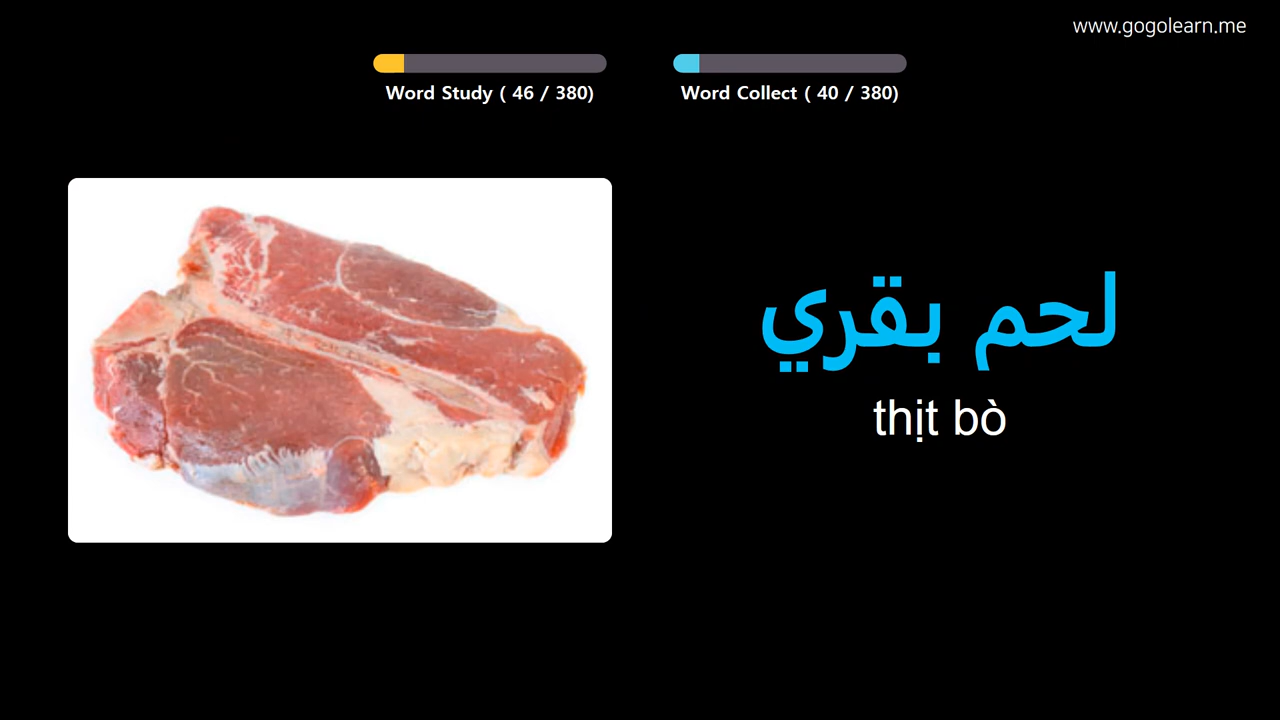 www.gogolearn.me
Word Study ( 46 / 380)
Word Collect ( 40 / 380)
لحم بقري
thịt bò